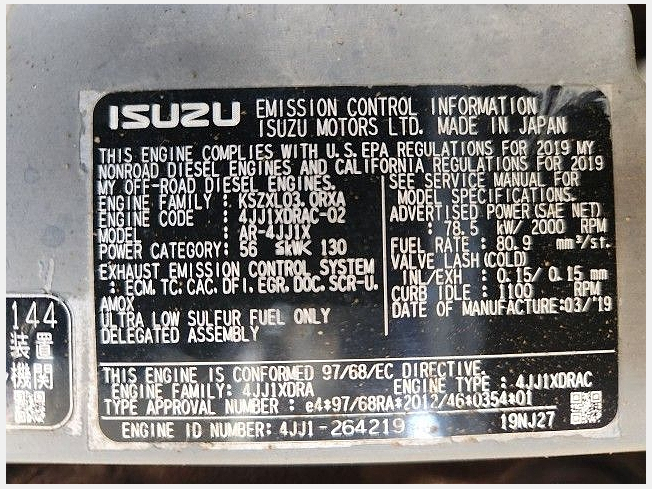 ISUZU EMISSION CONTROL INFORMATION
ISUZU MOTORS LTD. MADE IN JAPAN
THIS ENGINE COMPLIES WITH U.S. EPA REGULATIONS FOR 2019 MY
NONROAD DIESEL ENGINES AND CALIFORNIA REGULATIONS FOR 2019
MY OFF-ROAD DIESEL ENGINES.
ENGINE FAMILY : KSZXL03.0RXA
ENGINE CODE : 4JJ1XDRAC-02
MODEL : AR-4JJ1X
POWER CATEGORY: 56 ≤kW< 130
EXHAUST EMISSION CONTROL SYSTEM
: ECM, TC, CAC, DFI, EGR, DOC, SCR-U,
AMOX
ULTRA LOW SULFUR FUEL ONLY
DELEGATED ASSEMBLY
SEE SERVICE MANUAL FOR
MODEL SPECIFICATIONS.
ADVERTISED POWER(SAE NET)
: 78.5 kW/ 2000 RPM
FUEL RATE : 80.9 mm³/st.
VALVE LASH(COLD)
INL/EXH : 0.15/ 0.15 mm
CURB IDLE : 1100 RPM
DATE OF MANUFACTURE:03/'19
THIS ENGINE IS CONFORMED 97/68/EC DIRECTIVE.
ENGINE FAMILY: 4JJ1XDRA ENGINE TYPE : 4JJ1XDRAC
TYPE APPROVAL NUMBER : e4*97/68RA*2012/46*0354*01
ENGINE ID NUMBER: 4JJ1-264219 19NJ27
144
装置
機関